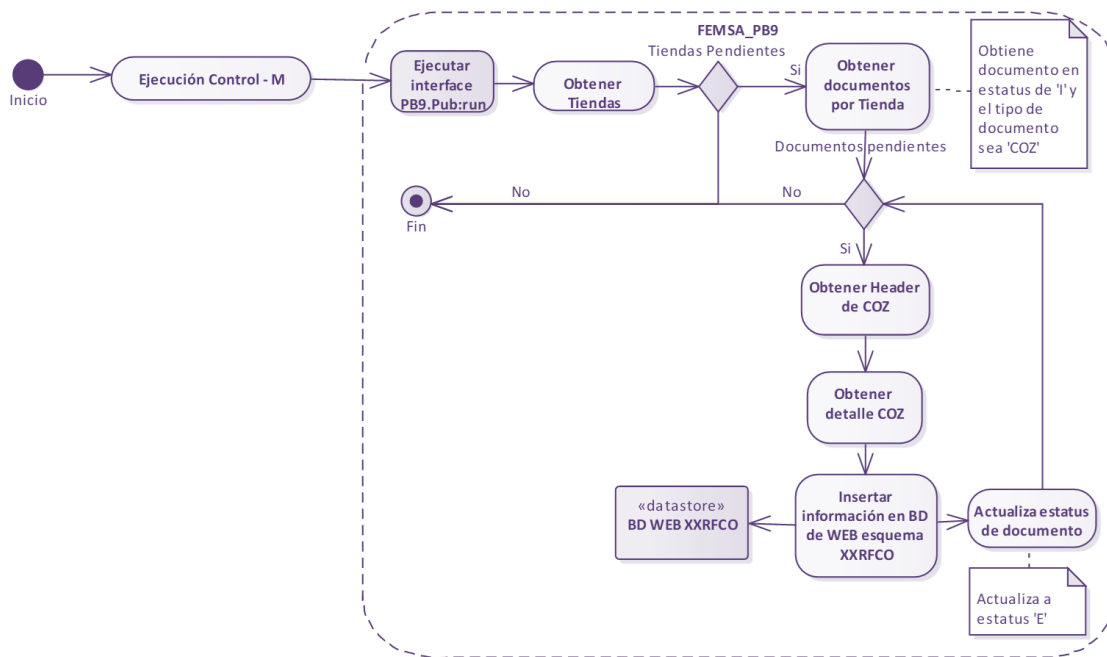 FEMSA_PB9
Inicio
Ejecución Control - M
Ejecutar
interface
PB9.Pub:run
Obtener
Tiendas
Tiendas Pendientes
Si
Obtener
documentos
por Tienda
Obtiene
documento en
estatus de 'I' y
el tipo de
documento
sea 'COZ'
Documentos pendientes
No
No
Fin
Si
Obtener Header
de COZ
Obtener
detalle COZ
Insertar
información en BD
de WEB esquema
XXRFCO
«datastore»
BD WEB XXRFCO
Actualiza estatus
de documento
Actualiza a
estatus 'E'